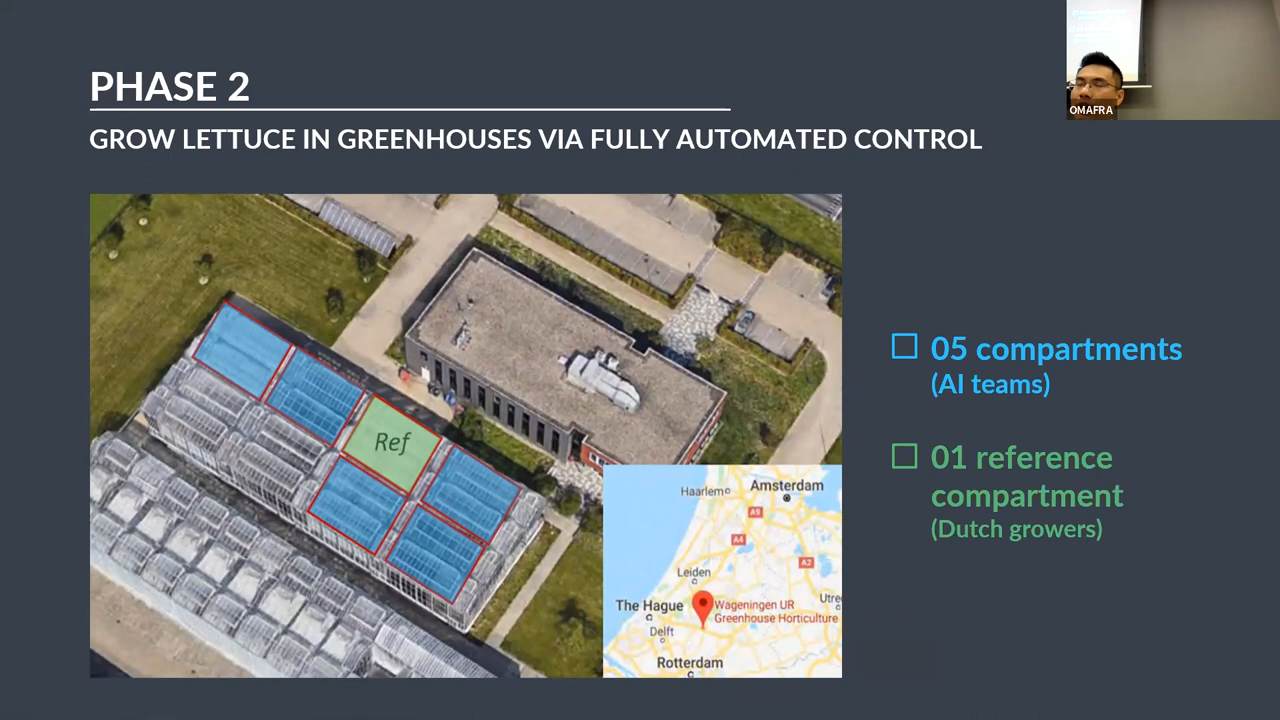 PHASE 2
OMAFRA
GROW LETTUCE IN GREENHOUSES VIA FULLY AUTOMATED CONTROL
Ref
05 compartments
(AI teams)
01 reference
compartment
(Dutch growers)
Haarlem
Amsterdam
A9
A4
A2
Leiden
The Hague
Wageningen UR
Greenhouse Horticulture
Utre
Delft
Rotterdam